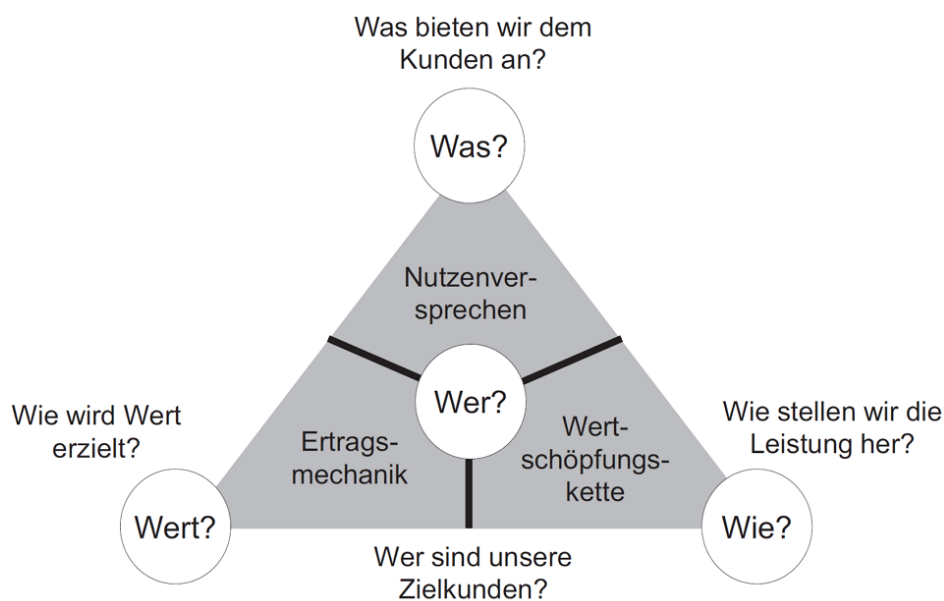 Was bieten wir dem
Kunden an?
Was?
Nutzenver-
sprechen
Wer?
Wie wird Wert
erzielt?
Ertrags-
mechanik
Wert-
schöpfungs-
kette
Wie stellen wir die
Leistung her?
Wert?
Wie?
Wer sind unsere
Zielkunden?